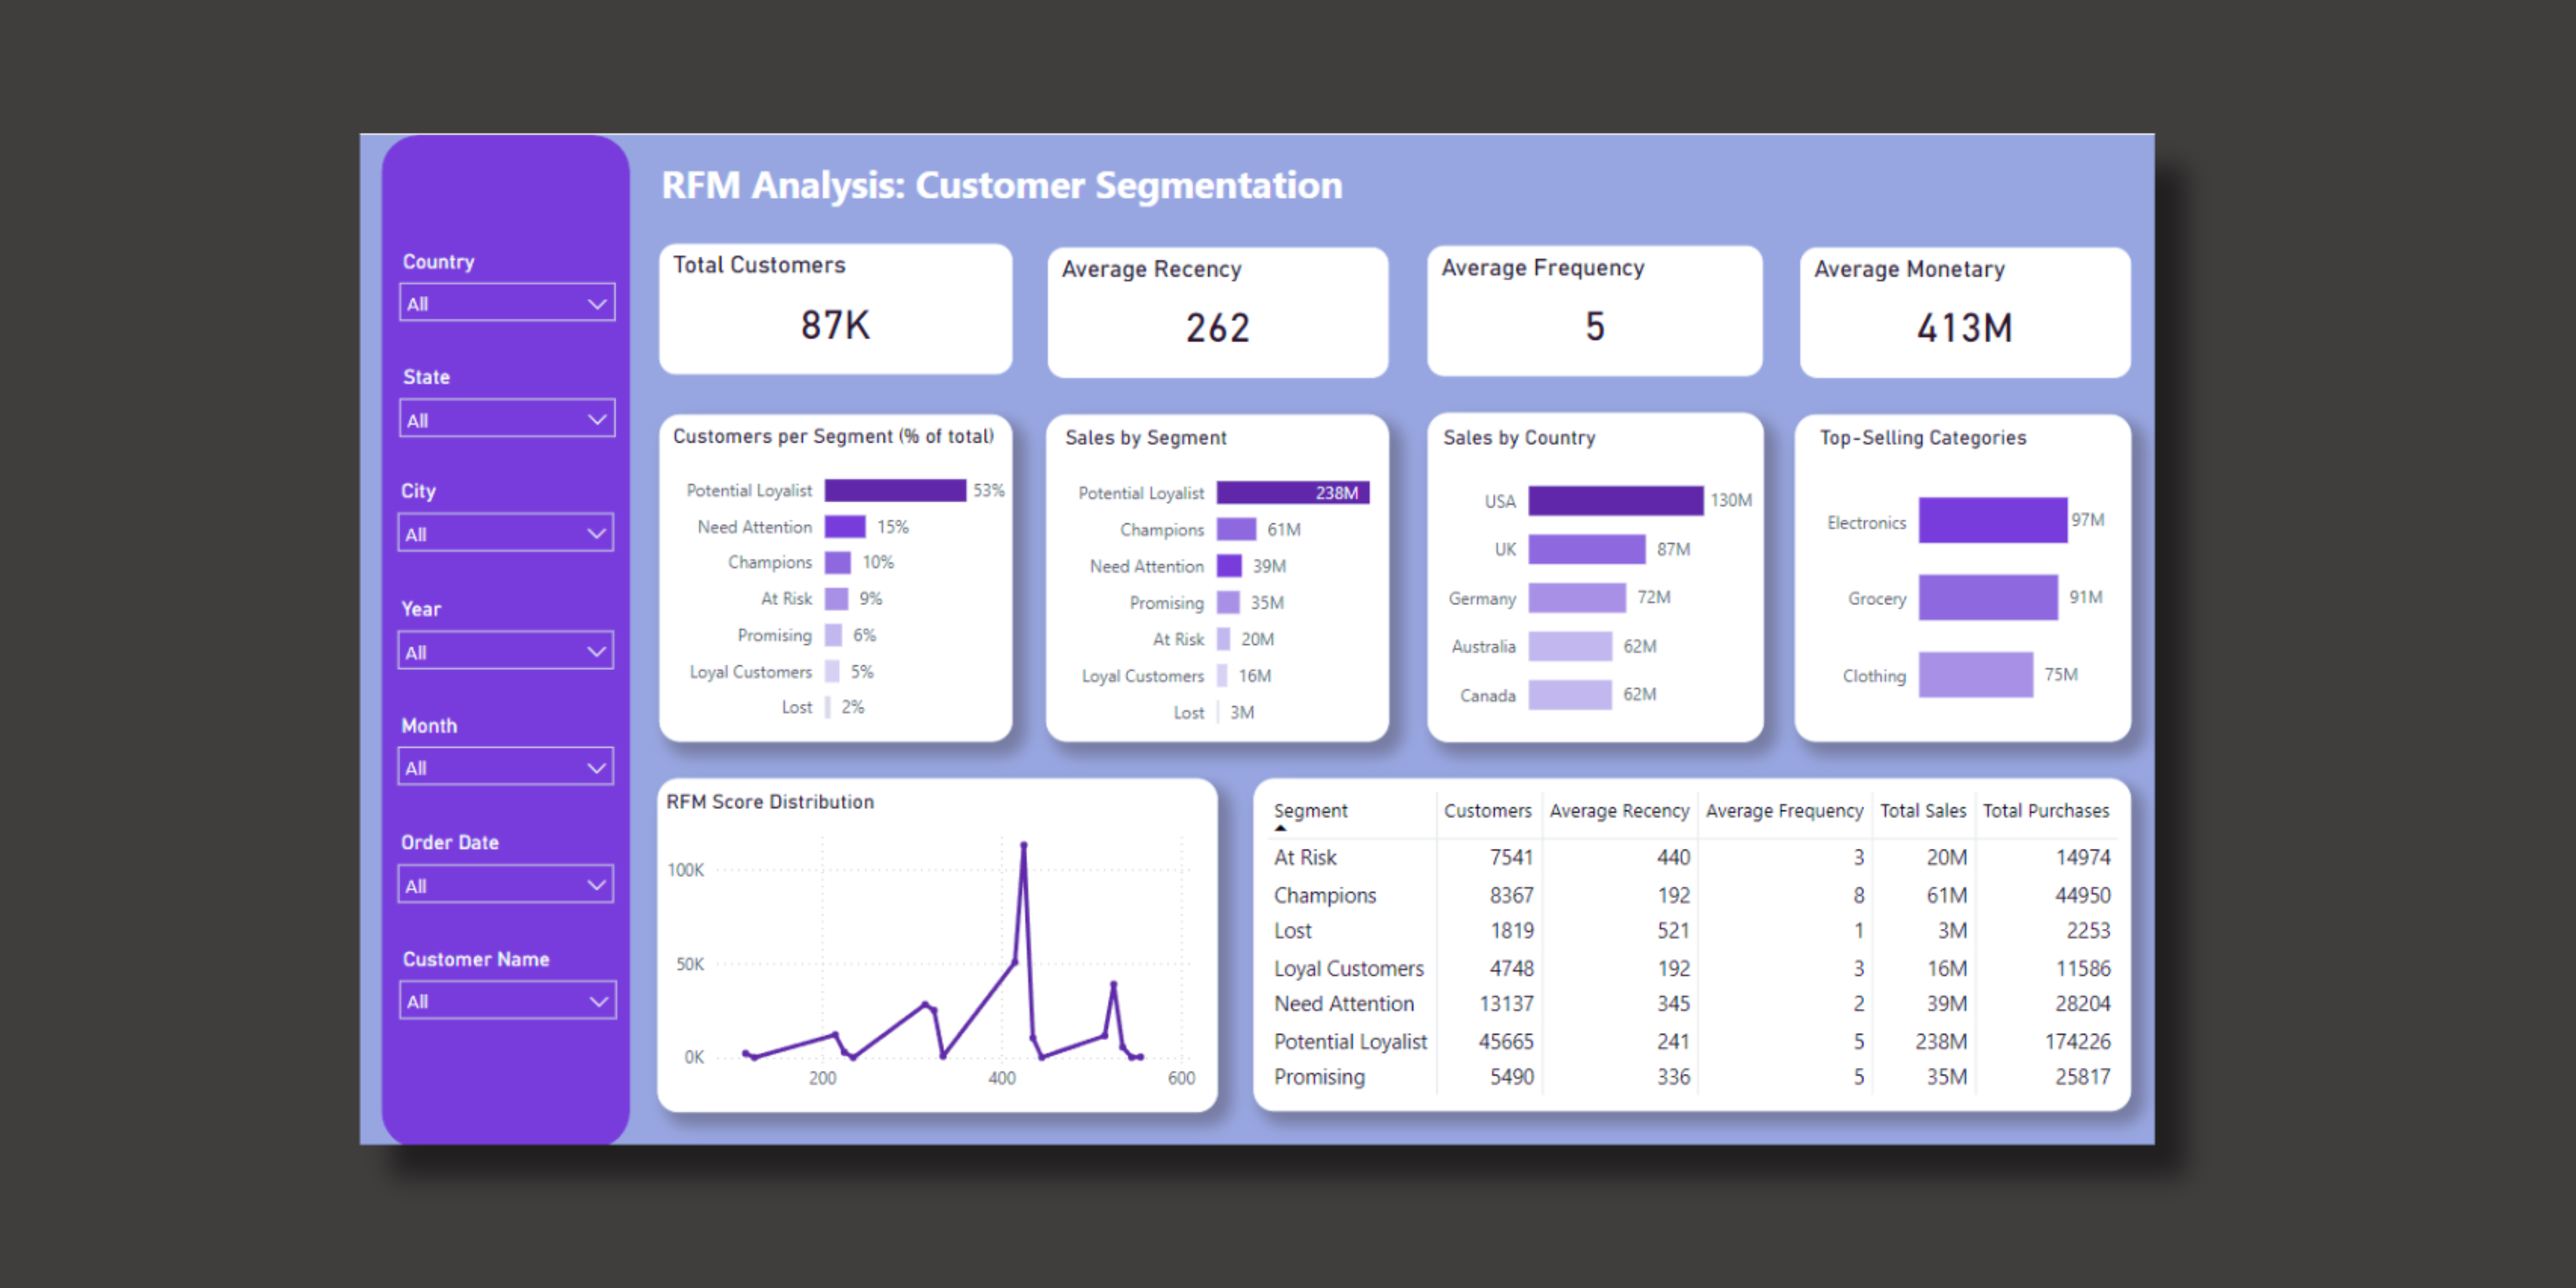 RFM Analysis: Customer Segmentation
Country
All
State
All
City
All
Year
All
Month
All
Order Date
All
Customer Name
All
Total Customers
87K
Average Recency
262
Average Frequency
5
Average Monetary
413M
Customers per Segment (% of total)
Potential Loyalist 53%
Need Attention 15%
Champions 10%
At Risk 9%
Promising 6%
Loyal Customers 5%
Lost 2%
Sales by Segment
Potential Loyalist 238M
Champions 61M
Need Attention 39M
Promising 35M
At Risk 20M
Loyal Customers 16M
Lost 3M
Sales by Country
USA 130M
UK 87M
Germany 72M
Australia 62M
Canada 62M
Top-Selling Categories
Electronics 97M
Grocery 91M
Clothing 75M
RFM Score Distribution
100K
50K
0K
200 400 600
Segment Customers Average Recency Average Frequency Total Sales Total Purchases
At Risk 7541 440 3 20M 14974
Champions 8367 192 8 61M 44950
Lost 1819 521 1 3M 2253
Loyal Customers 4748 192 3 16M 11586
Need Attention 13137 345 2 39M 28204
Potential Loyalist 45665 241 5 238M 174226
Promising 5490 336 5 35M 25817